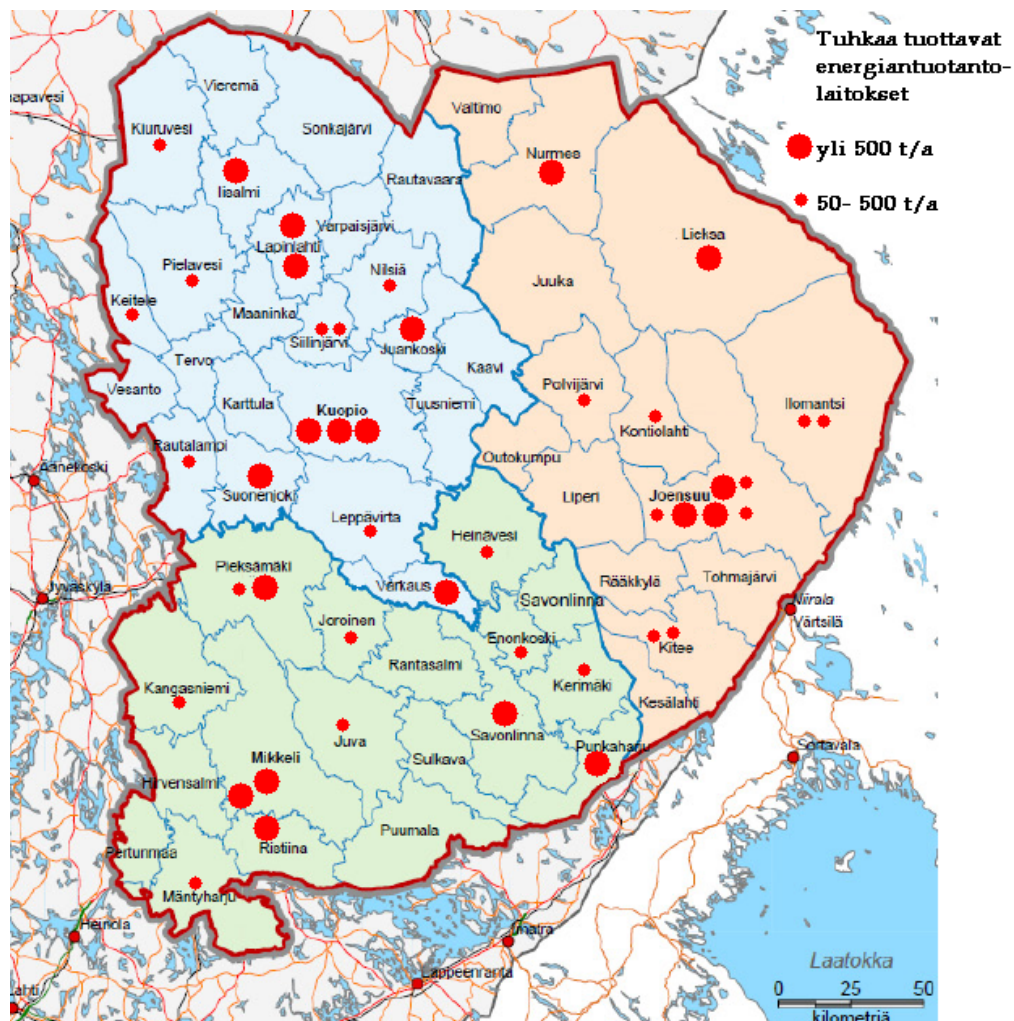 Tuhkaa tuottavat
energiantuotanto-
laitokset
yli 500 t/a
50- 500 t/a
Vieremä
Valtimo
Kiuruvesi
Sonkajärvi
Nurmes
Rautavaara
Iisalmi
Varpaisjärvi
Lieksa
Lapinlahti
Pielavesi
Nilsiä
Juuka
Keitele
Maaninka
Siilinjärvi
Juankoski
Tervo
Kaavi
Vesanto
Karttula
Kuopio
Tuusniemi
Polvijärvi
Ilomantsi
Kontiolahti
Rautalampi
Outokumpu
Äänekoski
Suonenjoki
Liperi
Joensuu
Leppävirta
Heinävesi
Pieksämäki
Varkaus
Rääkkylä
Tohmajärvi
Jyväskylä
Savonlinna
Niirala
Värtsilä
Joroinen
Enonkoski
Kitee
Rantasalmi
Kerimäki
Kangasniemi
Kesälahti
Juva
Savonlinna
Mikkeli
Sulkava
Punkaharju
Sortavala
Hirvensalmi
Puumala
Ristiina
Pertunmaa
Mäntyharju
Heinola
Imatra
Lappeenranta
Laatokka
0 25 50
kilometriä